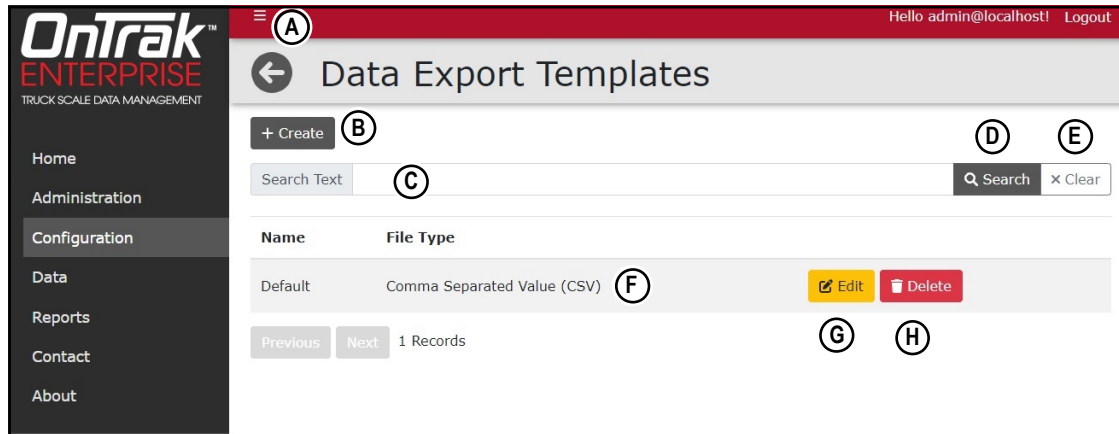 OnTrak™
ENTERPRISE
TRUCK SCALE DATA MANAGEMENT
Home
Administration
Configuration
Data
Reports
Contact
About
A
Hello admin@localhost! Logout
Data Export Templates
+ Create B
D E
Search Text C Search × Clear
Name File Type
Default Comma Separated Value (CSV) F Edit Delete
G H
Previous Next 1 Records